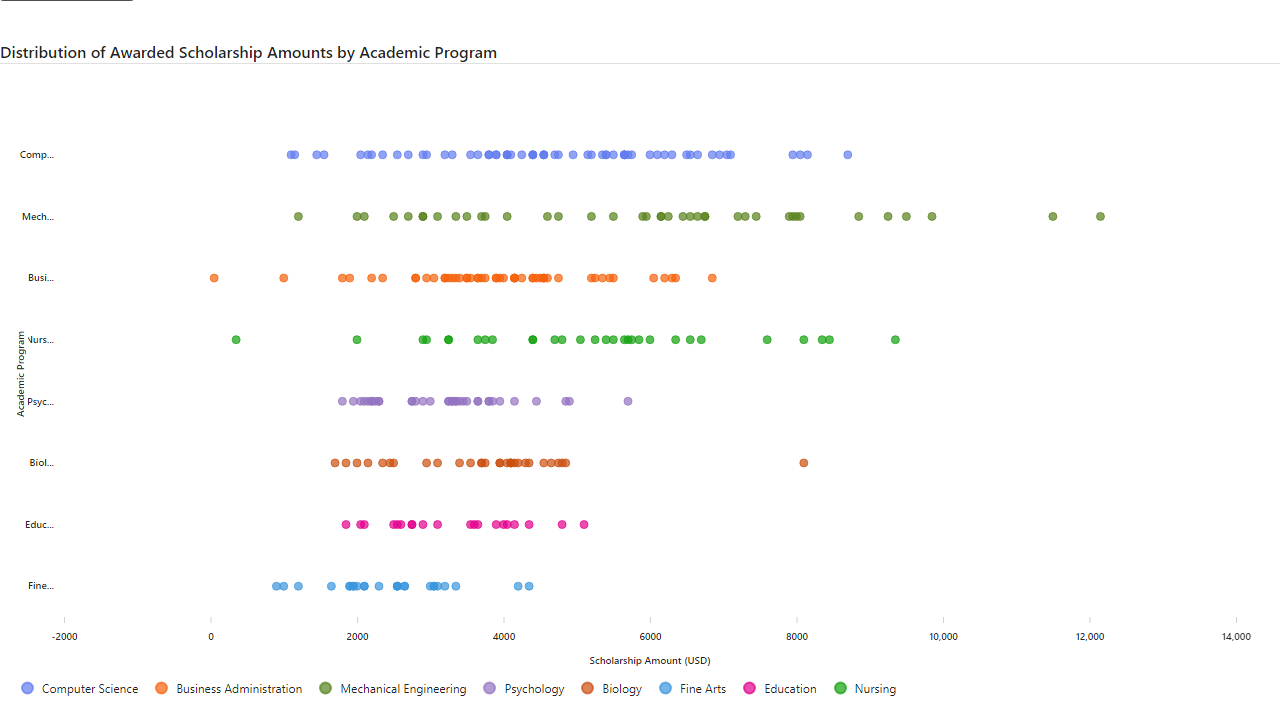 Distribution of Awarded Scholarship Amounts by Academic Program
Comp...
Mech...
Busi...
Nurs...
Psyc...
Biol...
Educ...
Fine...
Academic Program
-2000 0 2000 4000 6000 8000 10,000 12,000 14,000
Scholarship Amount (USD)
Computer Science Business Administration Mechanical Engineering Psychology Biology Fine Arts Education Nursing